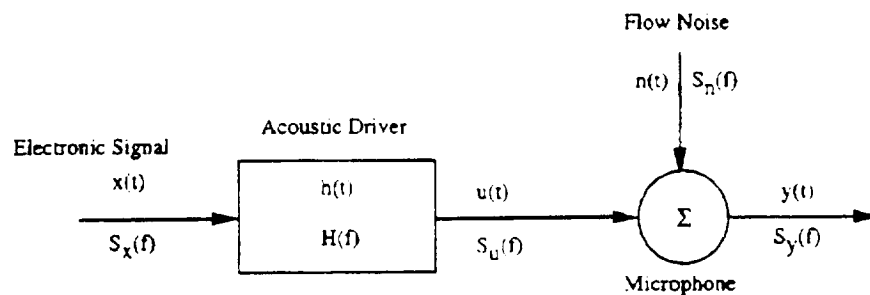 Flow Noise
n(t) S_n(f)
Acoustic Driver
Electronic Signal
x(t)
h(t)
u(t)
y(t)
Σ
S_x(f)
H(f)
S_u(f)
S_y(f)
Microphone